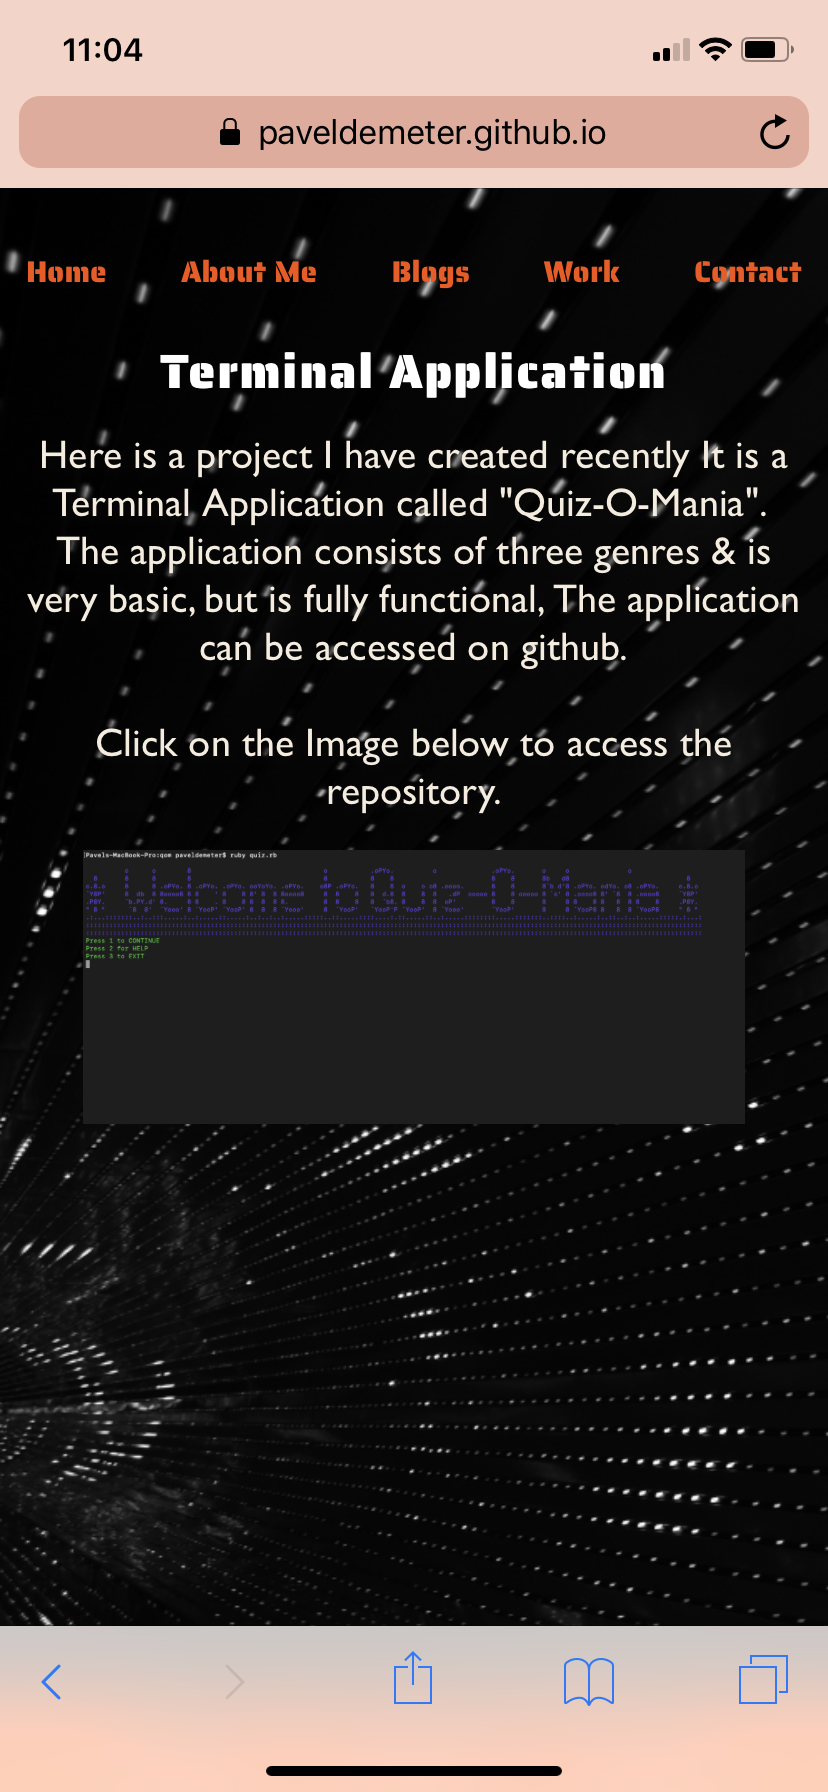 11:04
paveldemeter.github.io
Home About Me Blogs Work Contact
Terminal Application
Here is a project I have created recently It is a
Terminal Application called "Quiz-O-Mania".
The application consists of three genres & is
very basic, but is fully functional, The application
can be accessed on github.
Click on the Image below to access the
repository.
Pavels-MacBook-Pro:qom paveldemeter$ ruby quiz.rb
Press 1 to CONTINUE
Press 2 for HELP
Press 3 to EXIT